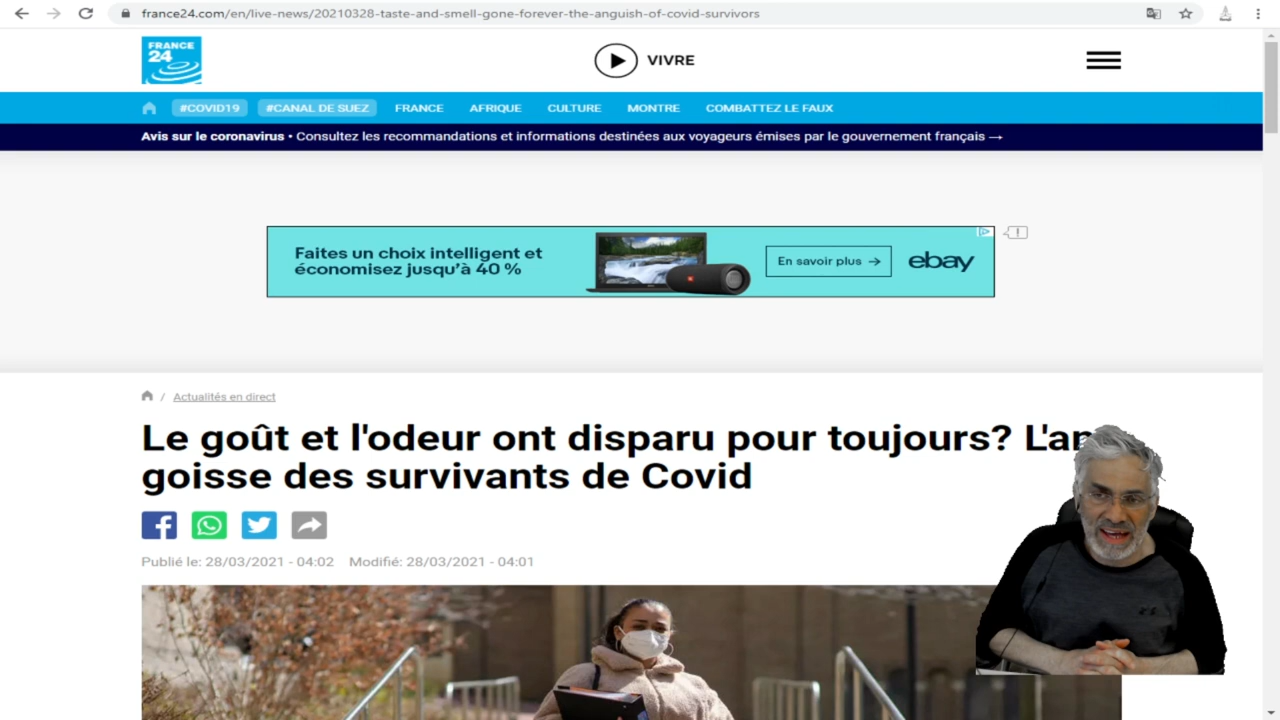 france24.com/en/live-news/20210328-taste-and-smell-gone-forever-the-anguish-of-covid-survivors
FRANCE
24
VIVRE
#COVID19 #CANAL DE SUEZ FRANCE AFRIQUE CULTURE MONTRE COMBATTEZ LE FAUX
Avis sur le coronavirus • Consultez les recommandations et informations destinées aux voyageurs émises par le gouvernement français →
Faites un choix intelligent et
économisez jusqu'à 40 %
En savoir plus →
ebay
/ Actualités en direct
Le goût et l'odeur ont disparu pour toujours? L'an
goisse des survivants de Covid
Publié le: 28/03/2021 - 04:02 Modifié: 28/03/2021 - 04:01